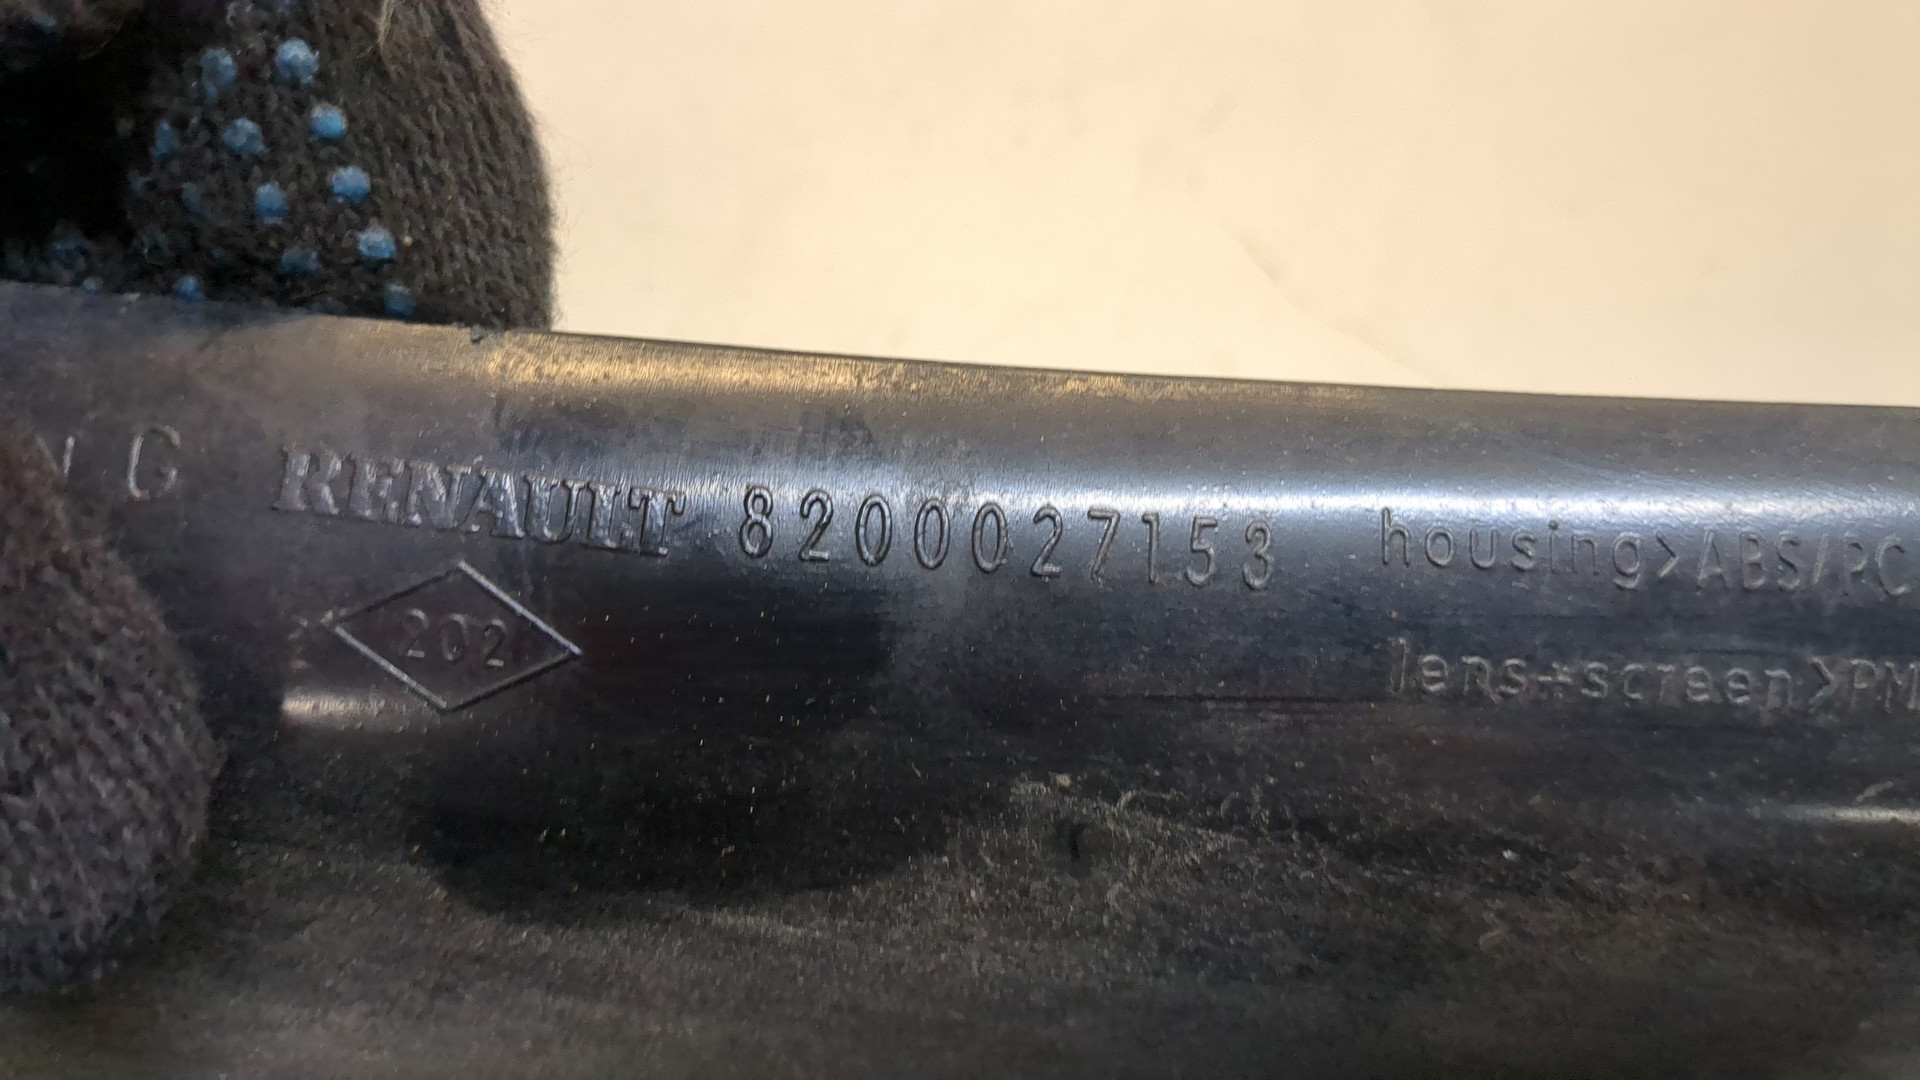 G RENAULT 8200027153 housing>ABS/PC
202
lens+screen>PM